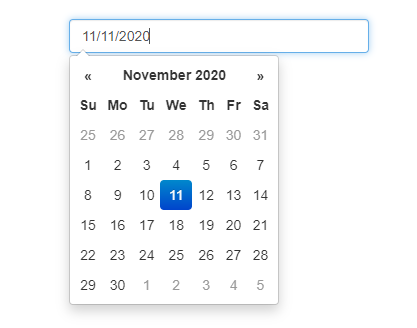 11/11/2020
« November 2020 »
Su Mo Tu We Th Fr Sa
25 26 27 28 29 30 31
1 2 3 4 5 6 7
8 9 10 11 12 13 14
15 16 17 18 19 20 21
22 23 24 25 26 27 28
29 30 1 2 3 4 5